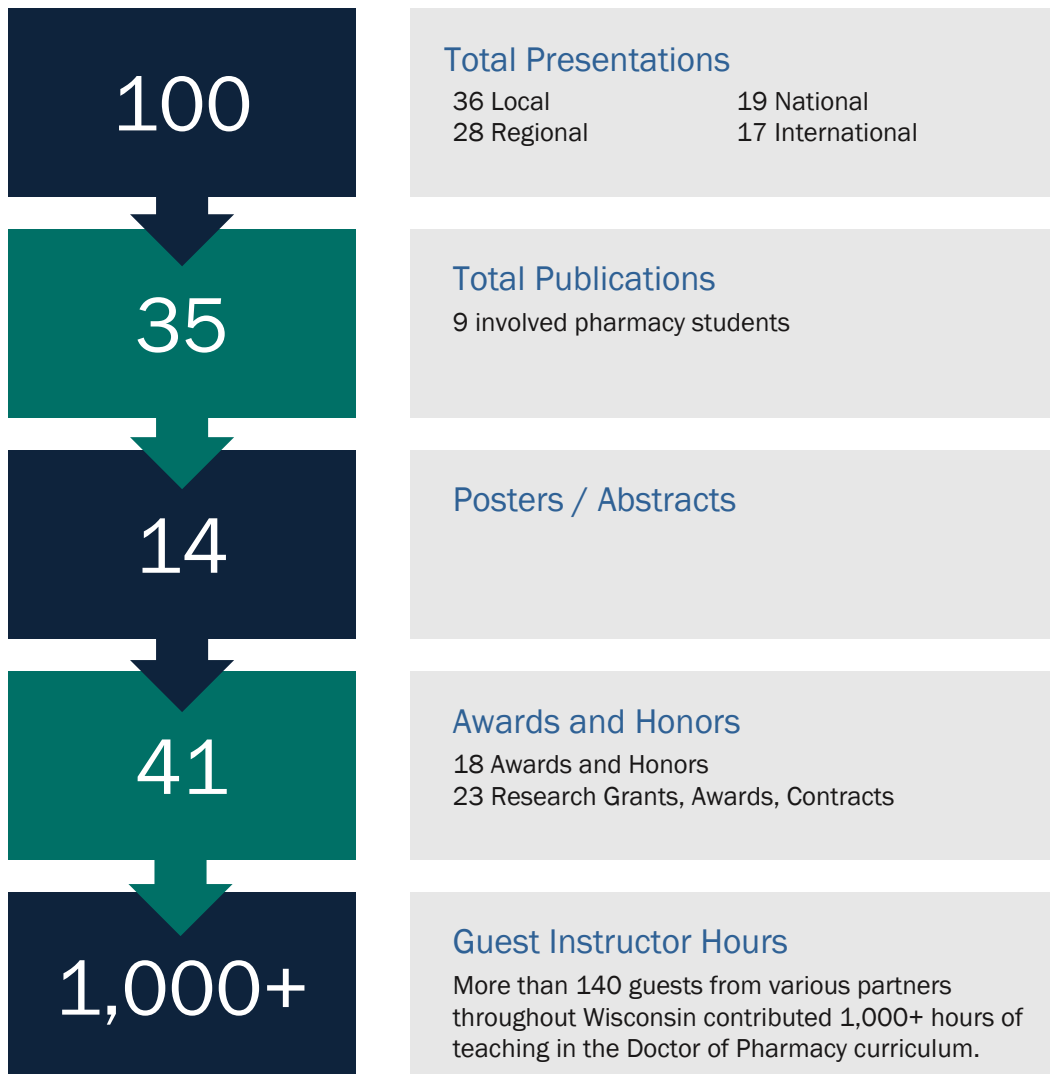 100
Total Presentations
36 Local
19 National
28 Regional
17 International
35
Total Publications
9 involved pharmacy students
14
Posters / Abstracts
41
Awards and Honors
18 Awards and Honors
23 Research Grants, Awards, Contracts
1,000+
Guest Instructor Hours
More than 140 guests from various partners
throughout Wisconsin contributed 1,000+ hours of
teaching in the Doctor of Pharmacy curriculum.